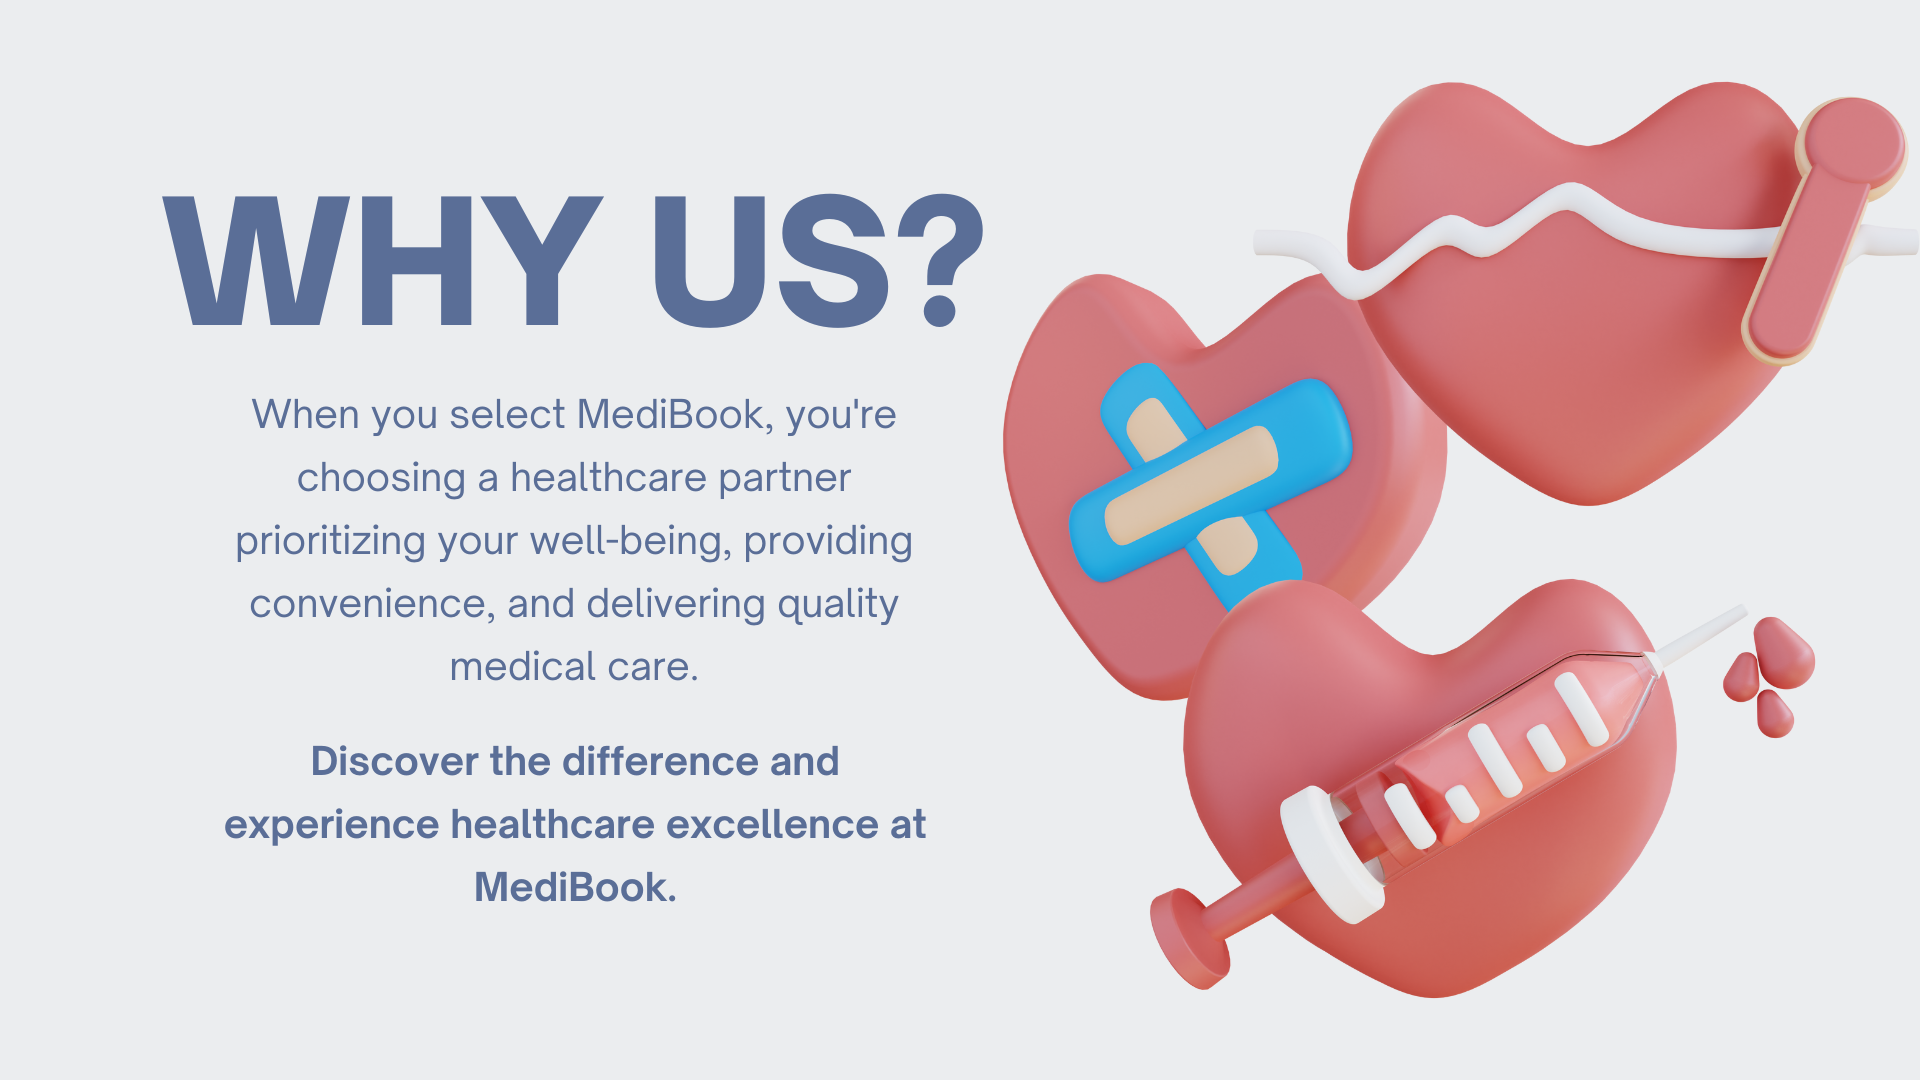 WHY US?
When you select MediBook, you're
choosing a healthcare partner
prioritizing your well-being, providing
convenience, and delivering quality
medical care.
Discover the difference and
experience healthcare excellence at
MediBook.